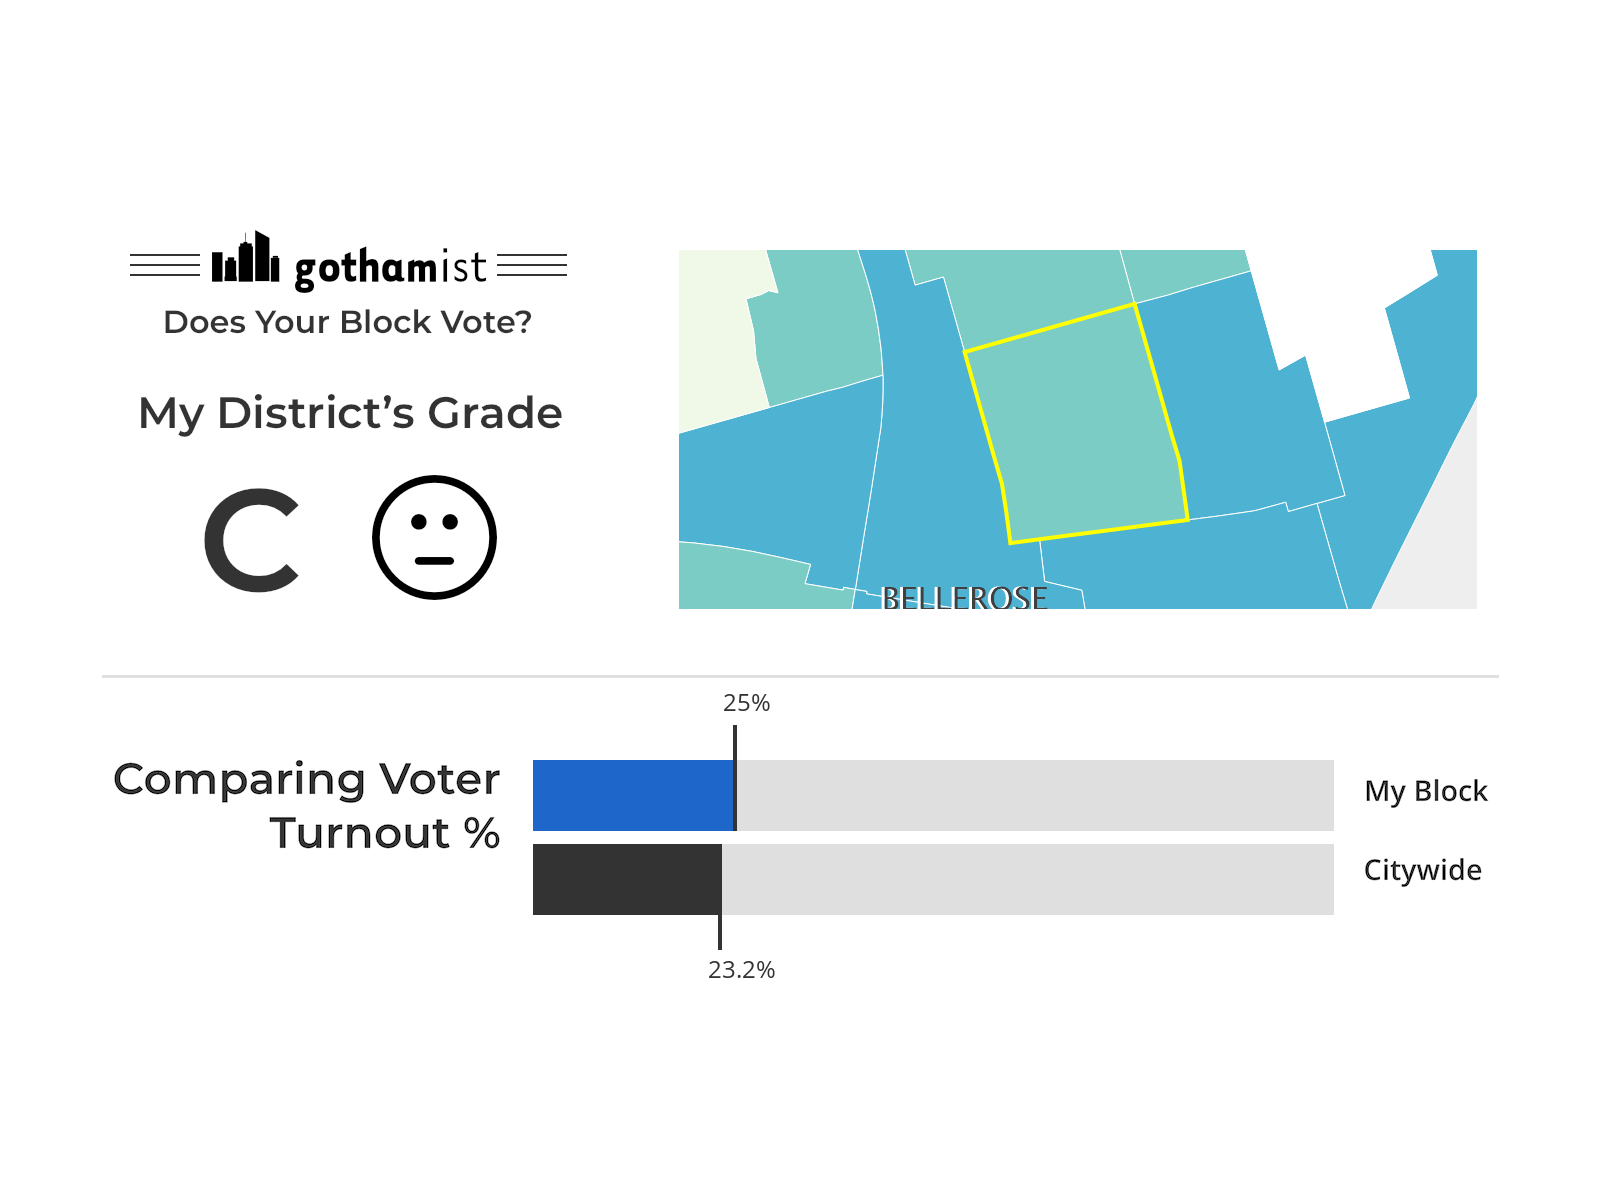 gothamist
Does Your Block Vote?
My District's Grade
C
BELLEROSE
25%
Comparing Voter
Turnout %
My Block
Citywide
23.2%